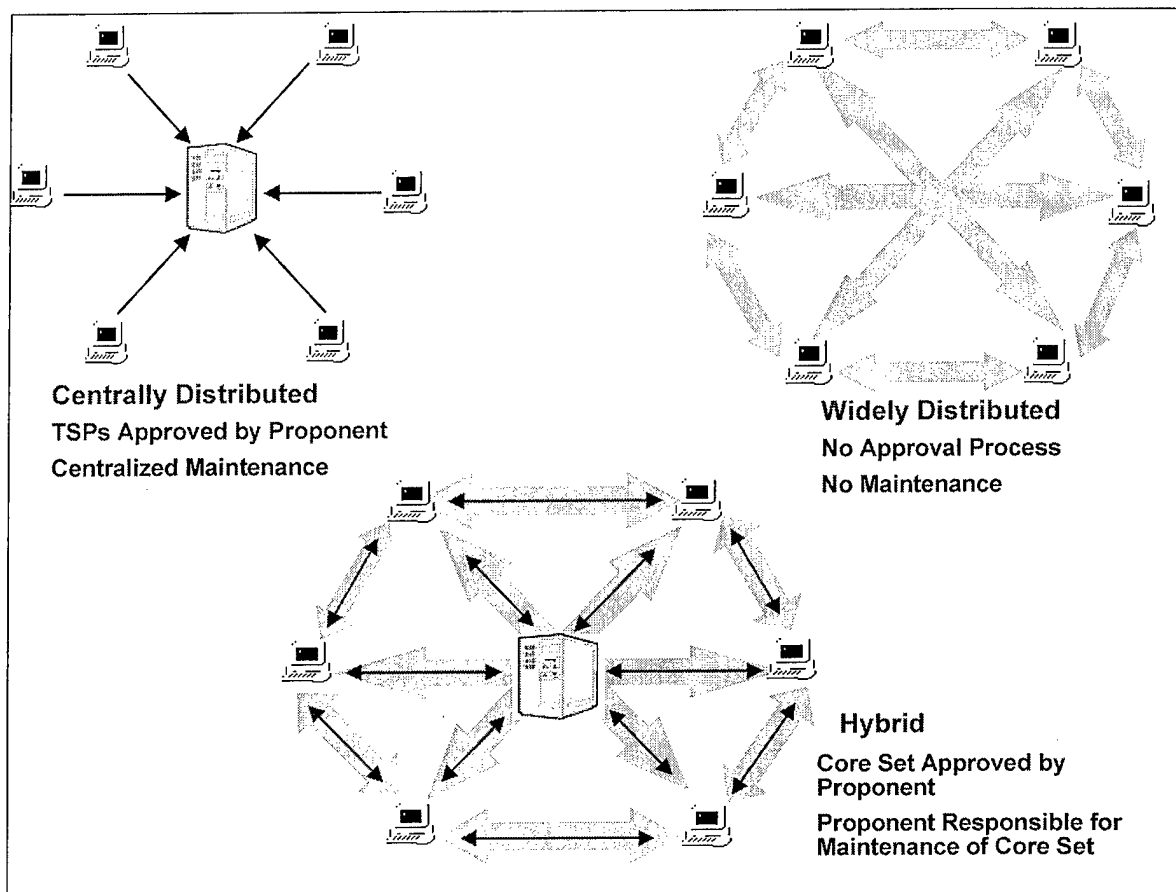 Centrally Distributed
TSPs Approved by Proponent
Centralized Maintenance
Widely Distributed
No Approval Process
No Maintenance
Hybrid
Core Set Approved by
Proponent
Proponent Responsible for
Maintenance of Core Set